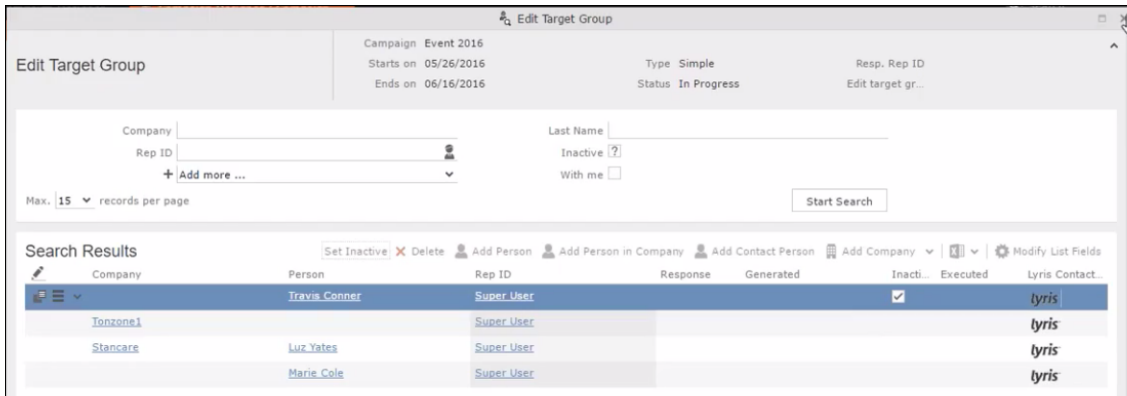 Edit Target Group
Campaign Event 2016
Edit Target Group Starts on 05/26/2016 Type Simple Resp. Rep ID
Ends on 06/16/2016 Status In Progress Edit target gr...
Company Last Name
Rep ID Inactive ?
+ Add more ... With me
Max. 15 records per page Start Search
Search Results Set Inactive Delete Add Person Add Person in Company Add Contact Person Add Company Modify List Fields
Company Person Rep ID Response Generated Inacti... Executed Lyris Contact...
Travis Conner Super User lyris
Tonzone1 Super User lyris
Stancare Luz Yates Super User lyris
Marie Cole Super User lyris